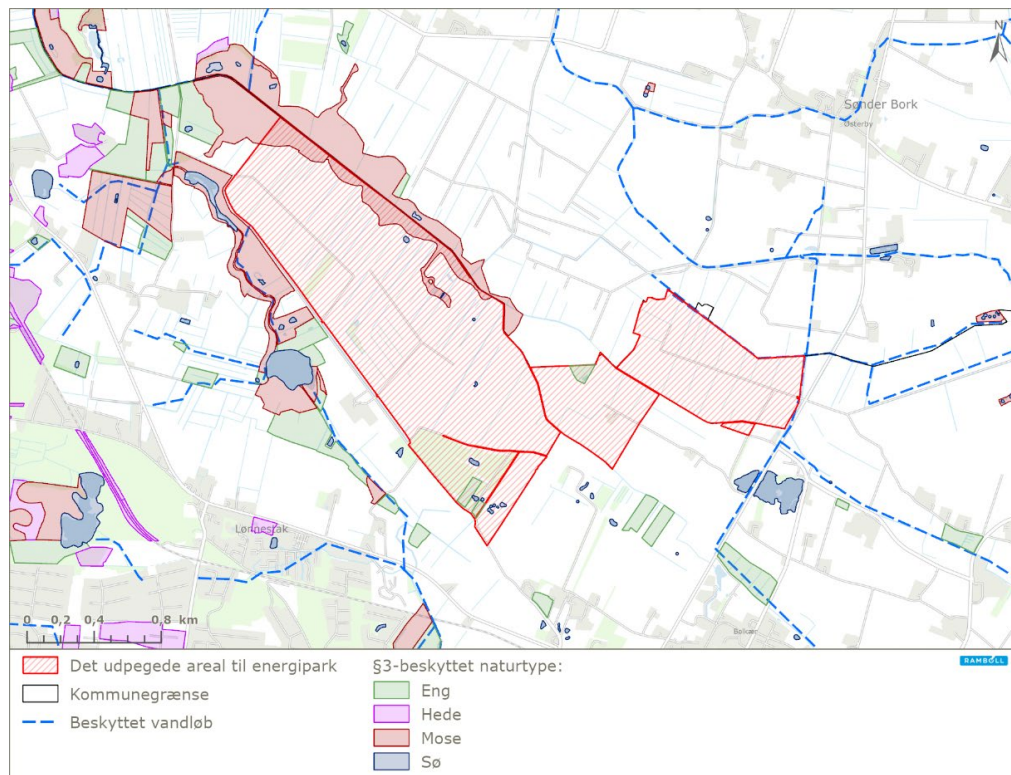 N
Sønder Bork
Østerby
Lønnestak
Bølkær
0 0,2 0,4 0,8 km
Det udpegede areal til energipark
Kommunegrænse
Beskyttet vandløb
§3-beskyttet naturtype:
Eng
Hede
Mose
Sø
RAMBOLL